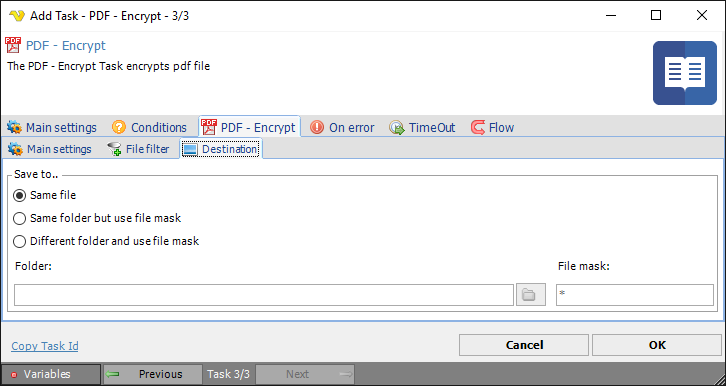 Add Task - PDF - Encrypt - 3/3
PDF
PDF - Encrypt
The PDF - Encrypt Task encrypts pdf file
Main settings Conditions PDF PDF - Encrypt On error TimeOut Flow
Main settings File filter Destination
Save to..
Same file
Same folder but use file mask
Different folder and use file mask
Folder: File mask:
*
Copy Task Id Cancel OK
Variables Previous Task 3/3 Next